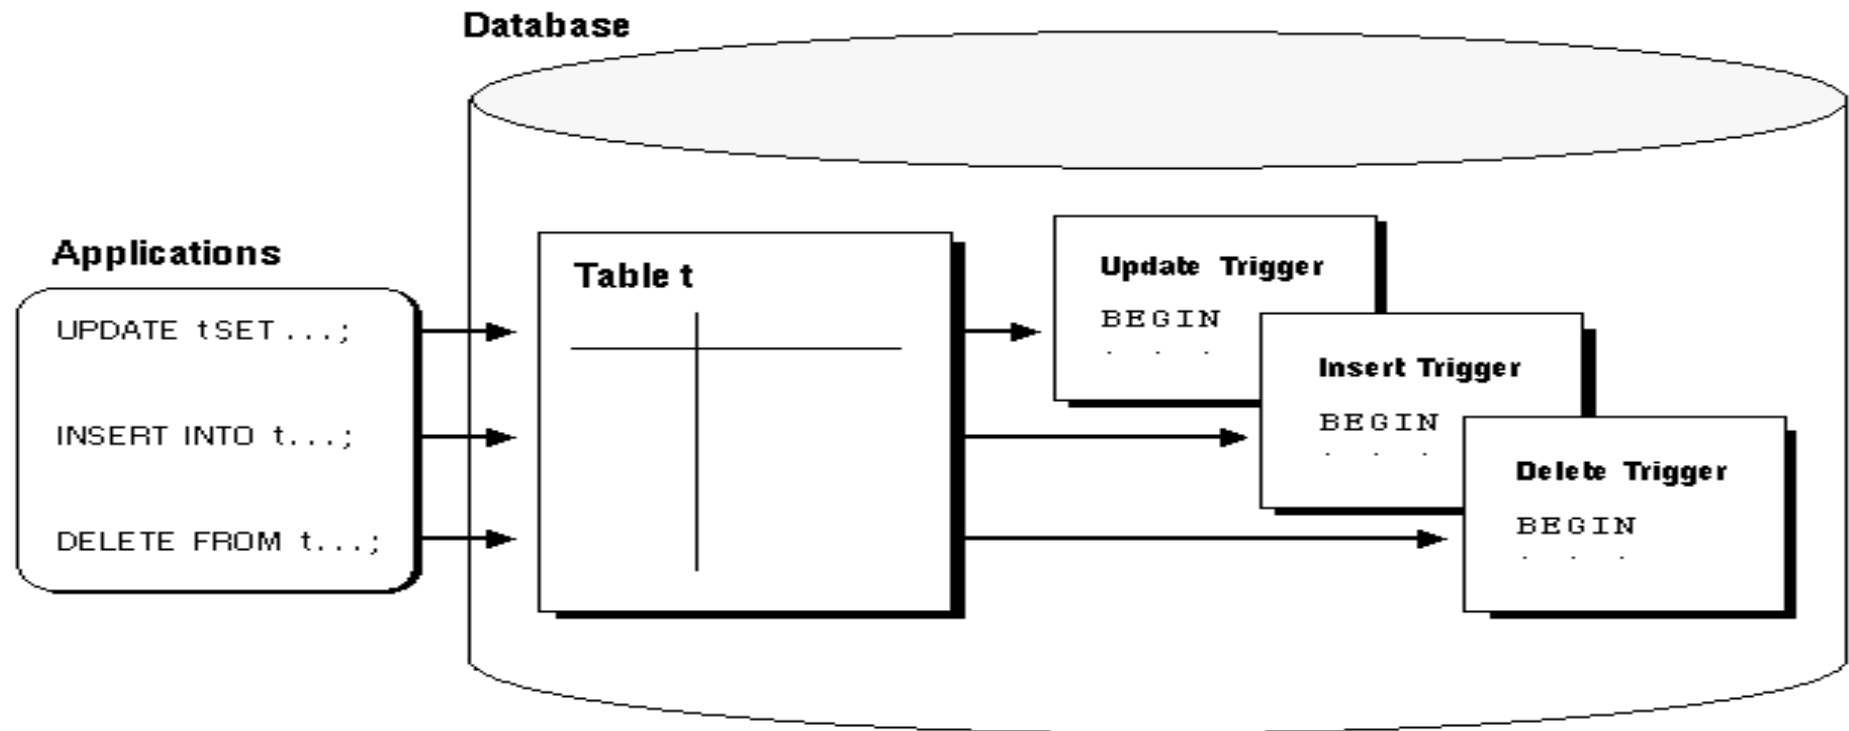 Database
Applications
UPDATE tSET ...;
INSERT INTO t...;
DELETE FROM t...;
Table t
Update Trigger
BEGIN
. . .
Insert Trigger
BEGIN
. . .
Delete Trigger
BEGIN
. . .